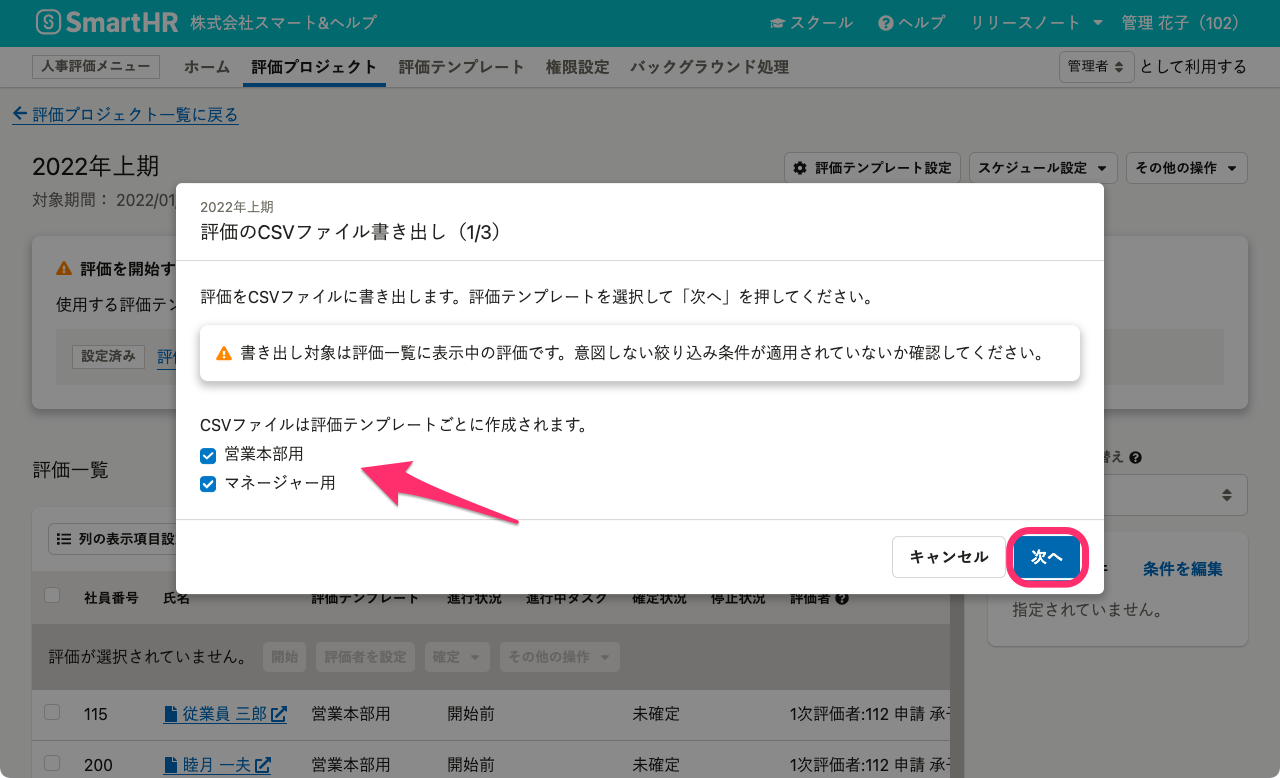 SmartHR 株式会社スマート&ヘルプ スクール ヘルプ リリースノート 管理 花子（102）
人事評価メニュー ホーム 評価プロジェクト 評価テンプレート 権限設定 バックグラウンド処理 管理者 として利用する
評価プロジェクト一覧に戻る
2022年上期 評価テンプレート設定 スケジュール設定 その他の操作
対象期間： 2022/01
2022年上期
評価のCSVファイル書き出し（1/3）
評価を開始す
使用する評価テン
設定済み 評
評価をCSVファイルに書き出します。評価テンプレートを選択して「次へ」を押してください。
書き出し対象は評価一覧に表示中の評価です。意図しない絞り込み条件が適用されていないか確認してください。
CSVファイルは評価テンプレートごとに作成されます。
営業本部用
マネージャー用
キャンセル 次へ
評価一覧
替え
列の表示項目設
条件を編集
指定されていません。
社員番号 氏名 評価テンプレート 進行状況 進行中タスク 確定状況 停止状況 評価者
評価が選択されていません。 開始 評価者を設定 確定 その他の操作
115 従業員 三郎 営業本部用 開始前 未確定 1次評価者:112 申請 承
200 睦月 一夫 営業本部用 開始前 未確定 1次評価者:112 申請 承